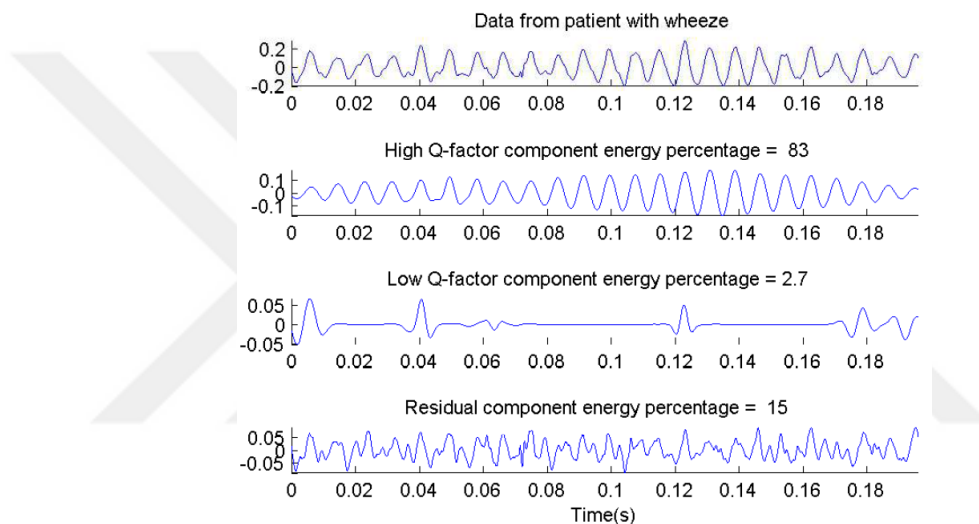 Data from patient with wheeze
0.2
0
-0.2
0 0.02 0.04 0.06 0.08 0.1 0.12 0.14 0.16 0.18
High Q-factor component energy percentage = 83
0.1
0
-0.1
0 0.02 0.04 0.06 0.08 0.1 0.12 0.14 0.16 0.18
Low Q-factor component energy percentage = 2.7
0.05
0
-0.05
0 0.02 0.04 0.06 0.08 0.1 0.12 0.14 0.16 0.18
Residual component energy percentage = 15
0.05
0
-0.05
0 0.02 0.04 0.06 0.08 0.1 0.12 0.14 0.16 0.18
Time(s)